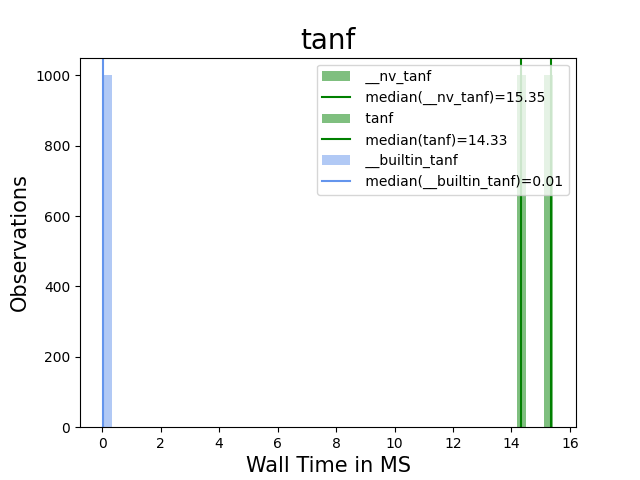 tanf
Observations
1000
800
600
400
200
0
__nv_tanf
median(__nv_tanf)=15.35
tanf
median(tanf)=14.33
__builtin_tanf
median(__builtin_tanf)=0.01
0 2 4 6 8 10 12 14 16
Wall Time in MS